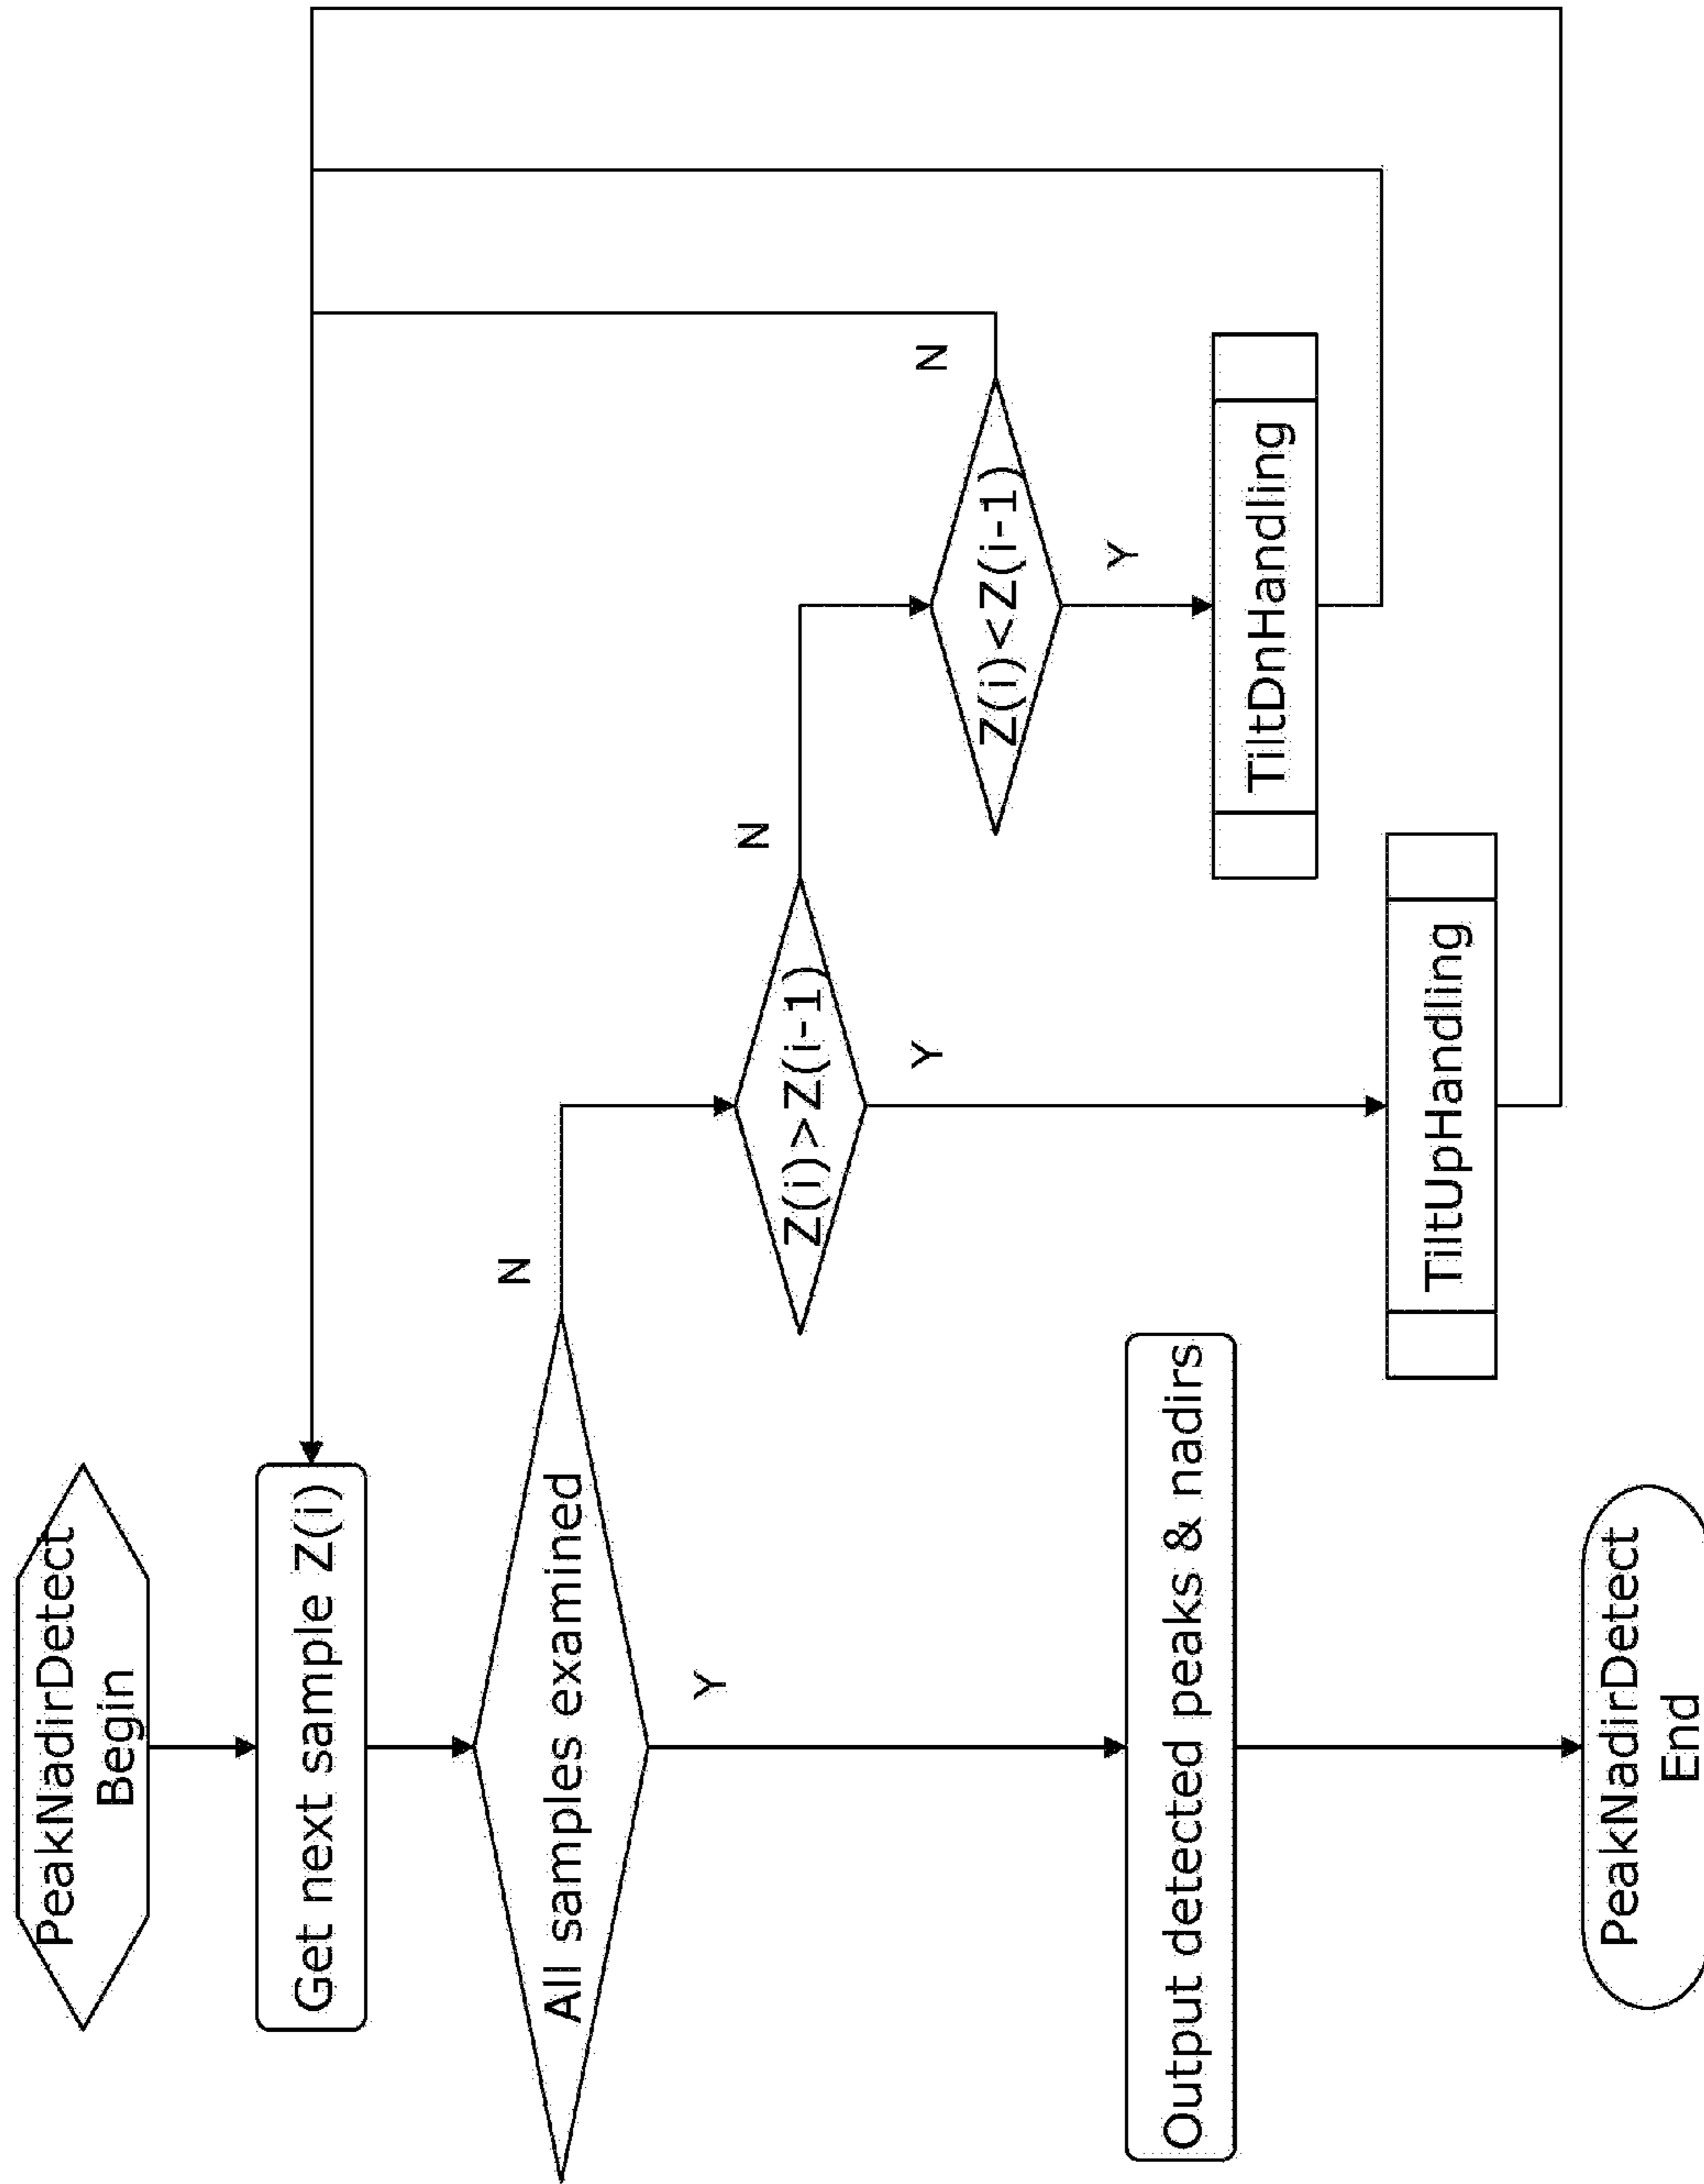 PeakNadirDetect
Begin
Get next sample Z(i)
All samples examined
N
Y
Z(i)>Z(i-1)
N
Y
Z(i)<Z(i-1)
N
Y
TiltDnHandling
TiltUpHandling
Output detected peaks & nadirs
PeakNadirDetect
End